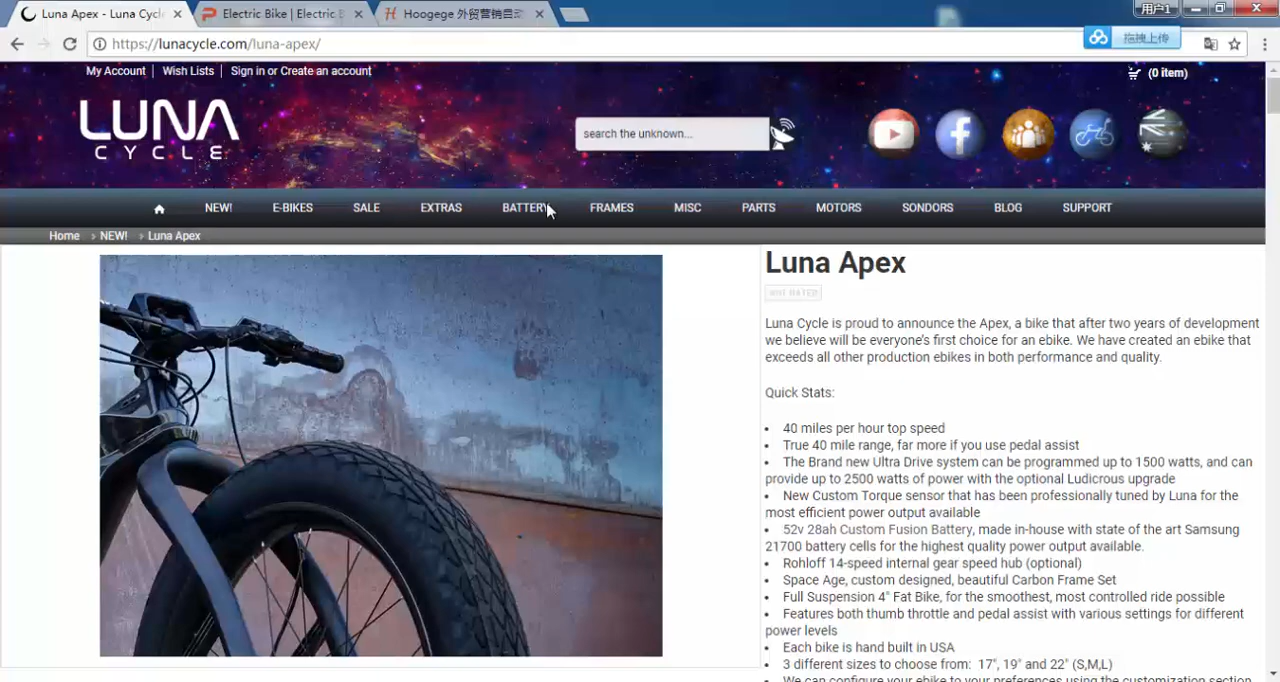 Luna Apex - Luna Cycl
Electric Bike | Electric B
Hoogege 外贸营销自动
用户1
https://lunacycle.com/luna-apex/
拖拽上传
My Account
Wish Lists
Sign in or Create an account
(0 item)
LUNA
CYCLE
search the unknown...
NEW!
E-BIKES
SALE
EXTRAS
BATTERY
FRAMES
MISC
PARTS
MOTORS
SONDORS
BLOG
SUPPORT
Home > NEW! > Luna Apex
Luna Apex
NOT RATED
Luna Cycle is proud to announce the Apex, a bike that after two years of development
we believe will be everyone's first choice for an ebike. We have created an ebike that
exceeds all other production ebikes in both performance and quality.
Quick Stats:
• 40 miles per hour top speed
• True 40 mile range, far more if you use pedal assist
• The Brand new Ultra Drive system can be programmed up to 1500 watts, and can
provide up to 2500 watts of power with the optional Ludicrous upgrade
• New Custom Torque sensor that has been professionally tuned by Luna for the
most efficient power output available
• 52v 28ah Custom Fusion Battery, made in-house with state of the art Samsung
21700 battery cells for the highest quality power output available.
• Rohloff 14-speed internal gear speed hub (optional)
• Space Age, custom designed, beautiful Carbon Frame Set
• Full Suspension 4" Fat Bike, for the smoothest, most controlled ride possible
• Features both thumb throttle and pedal assist with various settings for different
power levels
• Each bike is hand built in USA
• 3 different sizes to choose from: 17", 19" and 22" (S,M,L)
• We can configure your ebike to your preferences using the customization section